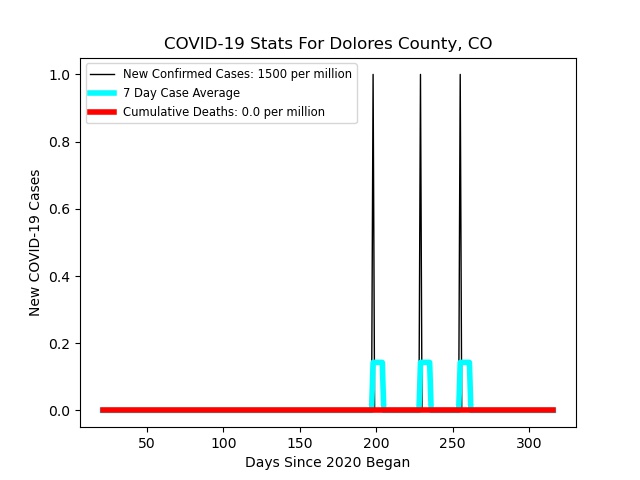 COVID-19 Stats For Dolores County, CO
New Confirmed Cases: 1500 per million
7 Day Case Average
Cumulative Deaths: 0.0 per million
New COVID-19 Cases
1.0
0.8
0.6
0.4
0.2
0.0
50 100 150 200 250 300
Days Since 2020 Began